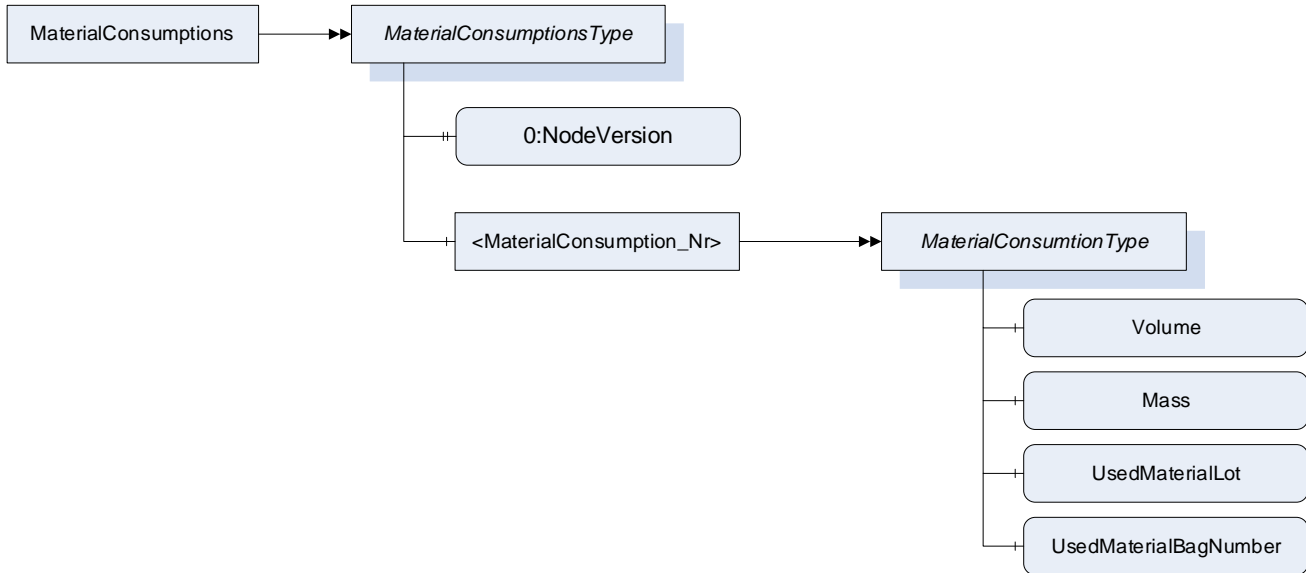 MaterialConsumptions
MaterialConsumptionsType
0:NodeVersion
<MaterialConsumption_Nr>
MaterialConsumtionType
Volume
Mass
UsedMaterialLot
UsedMaterialBagNumber